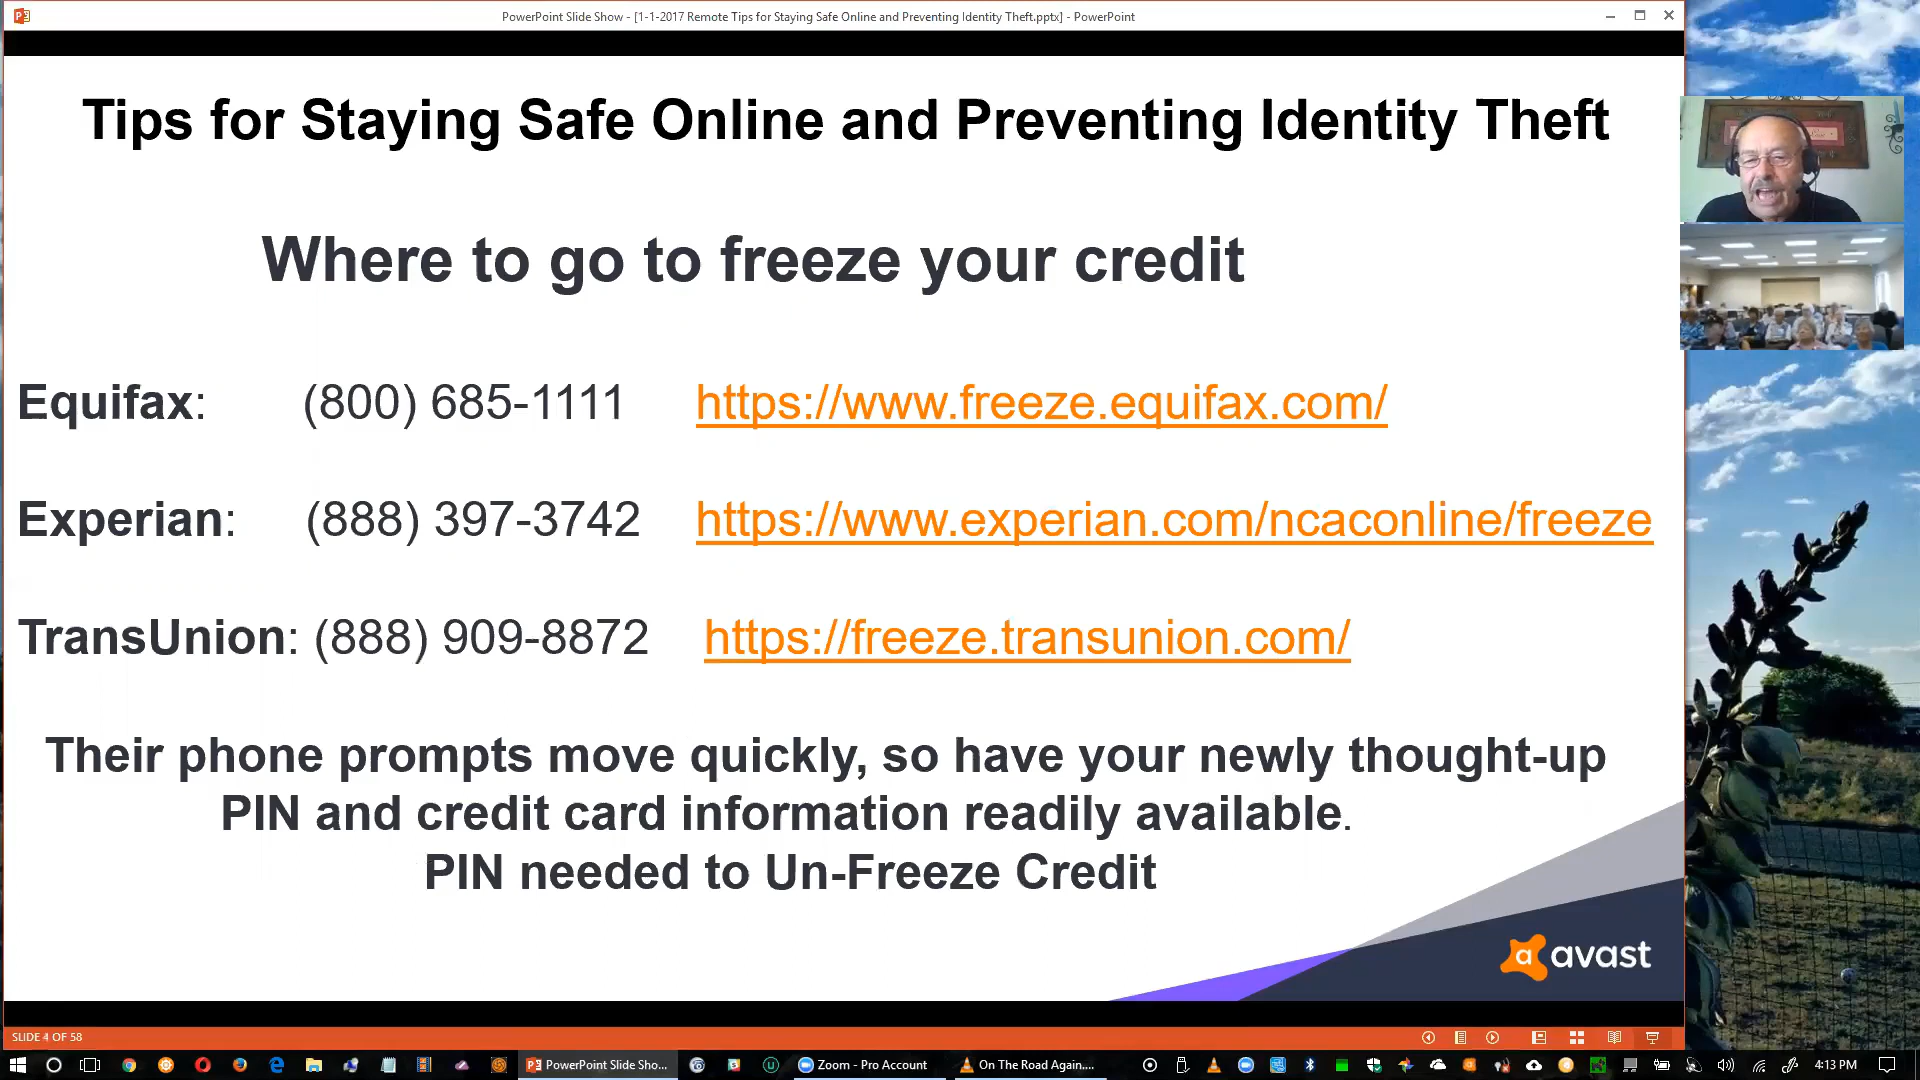 PowerPoint Slide Show - [1-1-2017 Remote Tips for Staying Safe Online and Preventing Identity Theft.pptx] - PowerPoint
Tips for Staying Safe Online and Preventing Identity Theft
Where to go to freeze your credit
Equifax: (800) 685-1111 https://www.freeze.equifax.com/
Experian: (888) 397-3742 https://www.experian.com/ncaconline/freeze
TransUnion: (888) 909-8872 https://freeze.transunion.com/
Their phone prompts move quickly, so have your newly thought-up
PIN and credit card information readily available.
PIN needed to Un-Freeze Credit
avast
SLIDE 4 OF 58
PowerPoint Slide Sho...
Zoom - Pro Account
On The Road Again....
4:13 PM